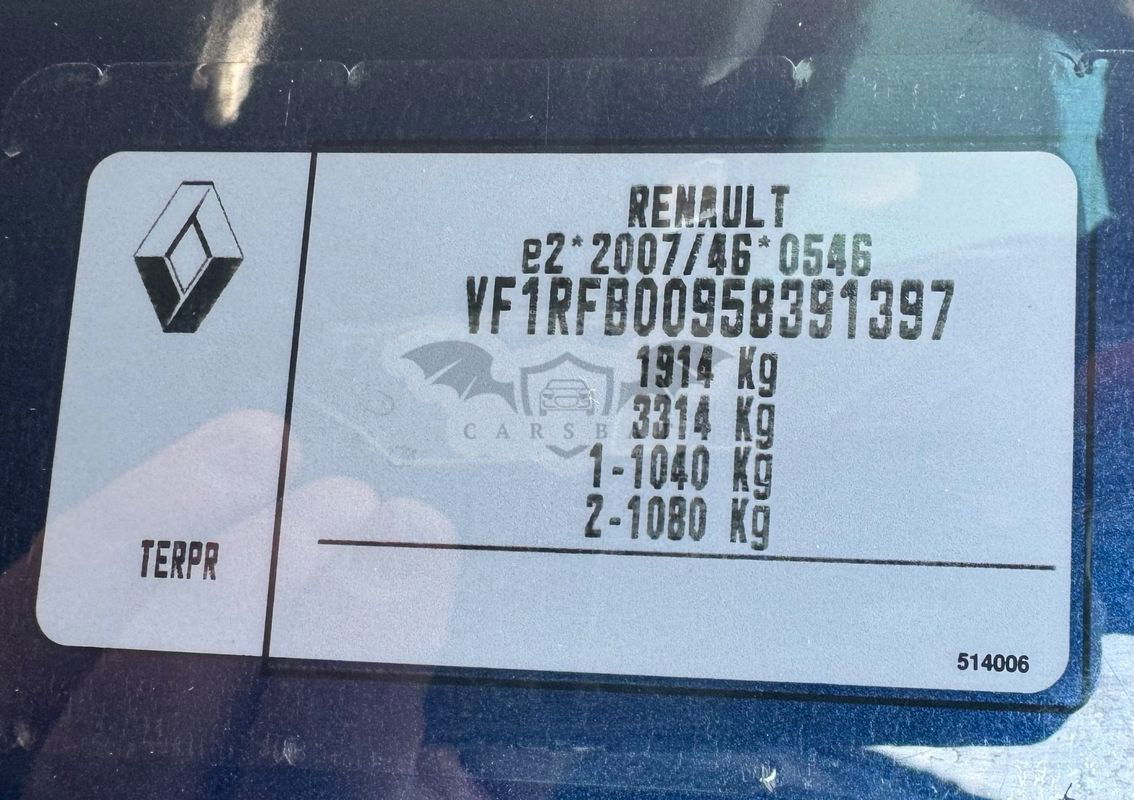 RENAULT
e2*2007/46*0546
VF1RFB00958391397
1914 Kg
3314 Kg
1-1040 Kg
2-1080 Kg
TERPR
514006